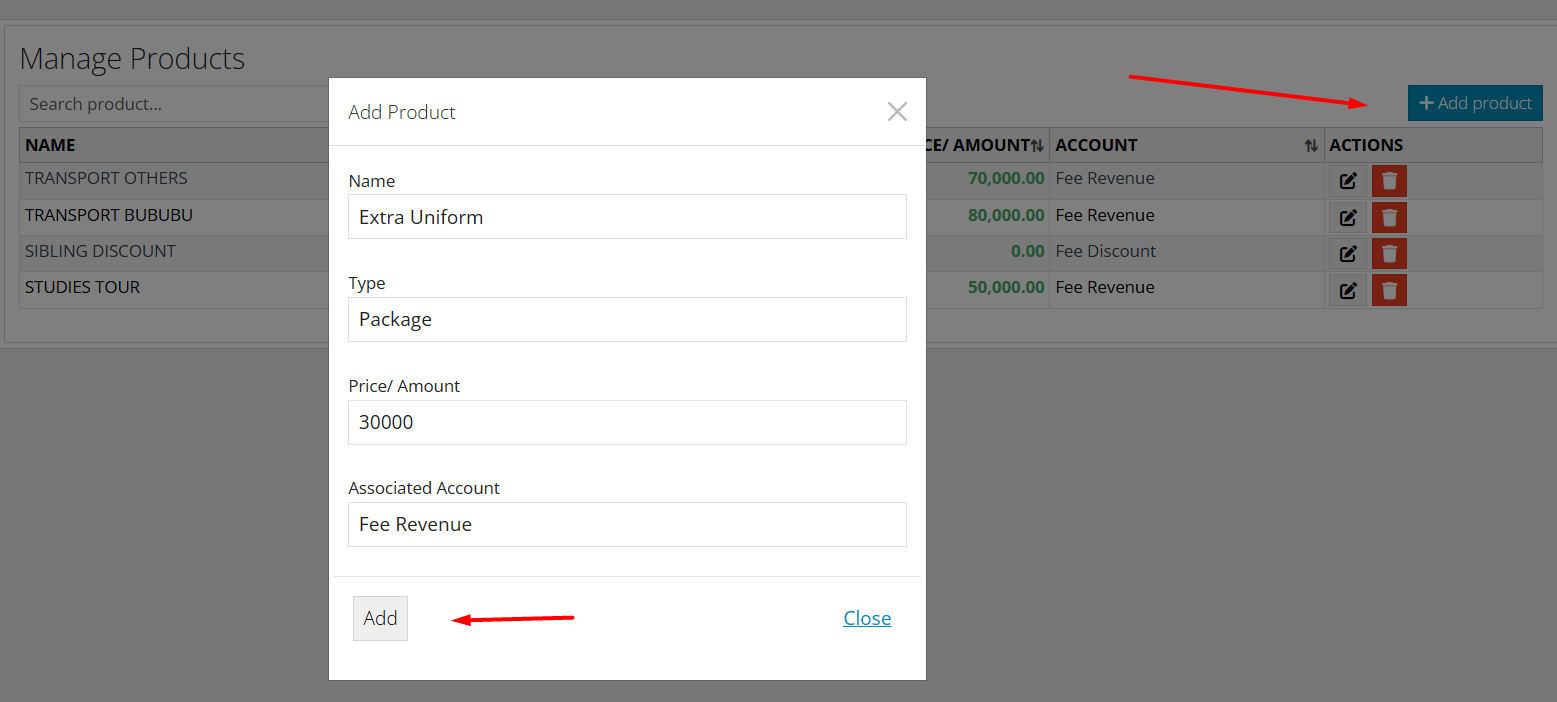 Manage Products
Search product...
+ Add product
NAME CE/ AMOUNT ACCOUNT ACTIONS
TRANSPORT OTHERS 70,000.00 Fee Revenue
TRANSPORT BUBUBU 80,000.00 Fee Revenue
SIBLING DISCOUNT 0.00 Fee Discount
STUDIES TOUR 50,000.00 Fee Revenue
Add Product
Name
Extra Uniform
Type
Package
Price/ Amount
30000
Associated Account
Fee Revenue
Add Close